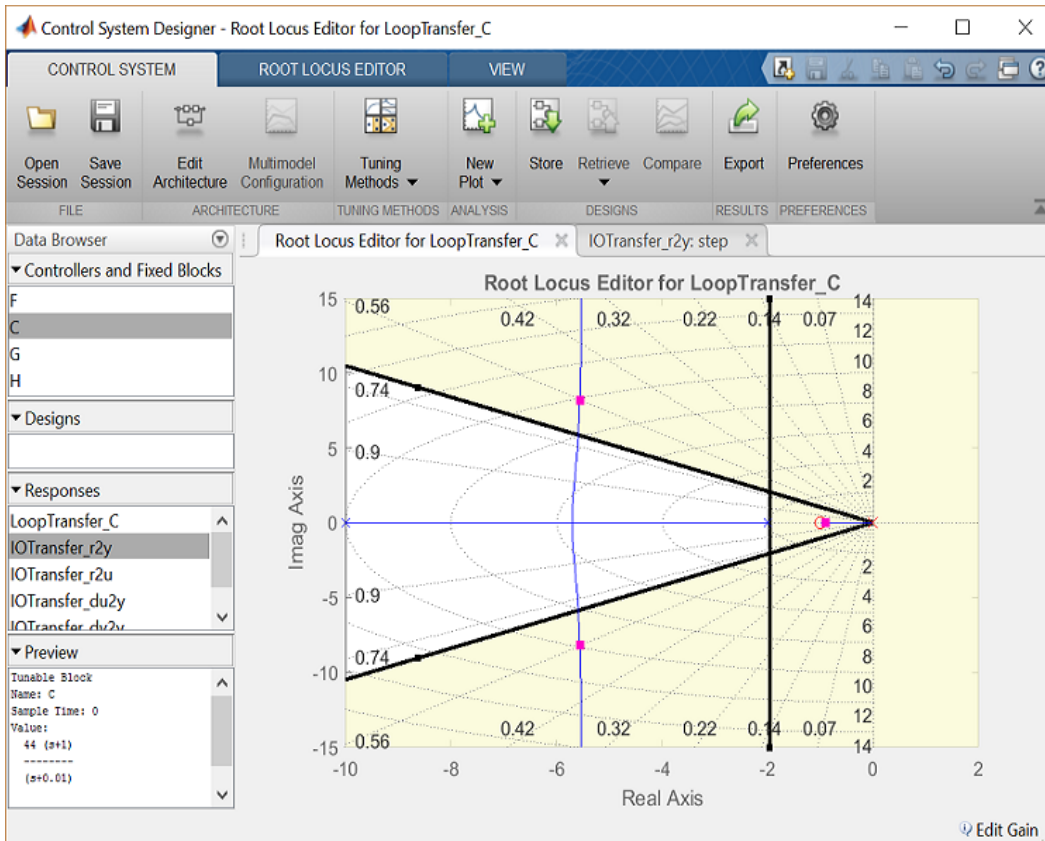 Control System Designer - Root Locus Editor for LoopTransfer_C
CONTROL SYSTEM
ROOT LOCUS EDITOR
VIEW
Open Session
Save Session
Edit Architecture
Multimodel Configuration
Tuning Methods
New Plot
Store
Retrieve
Compare
Export
Preferences
FILE
ARCHITECTURE
TUNING METHODS
ANALYSIS
DESIGNS
RESULTS
PREFERENCES
Data Browser
Root Locus Editor for LoopTransfer_C
IOTransfer_r2y: step
Controllers and Fixed Blocks
F
C
G
H
Designs
Responses
LoopTransfer_C
IOTransfer_r2y
IOTransfer_r2u
IOTransfer_du2y
IOTransfer_dy2y
Preview
Tunable Block
Name: C
Sample Time: 0
Value:
44 (s+1)
--------
(s+0.01)
Root Locus Editor for LoopTransfer_C
15
10
5
0
-5
-10
-15
Imag Axis
0.56
0.42
0.32
0.22
0.14
0.07
14
12
10
8
6
4
2
0.74
0.9
0.9
0.74
0.56
0.42
0.32
0.22
0.14
0.07
2
4
6
8
10
12
14
-10
-8
-6
-4
-2
0
2
Real Axis
Edit Gain